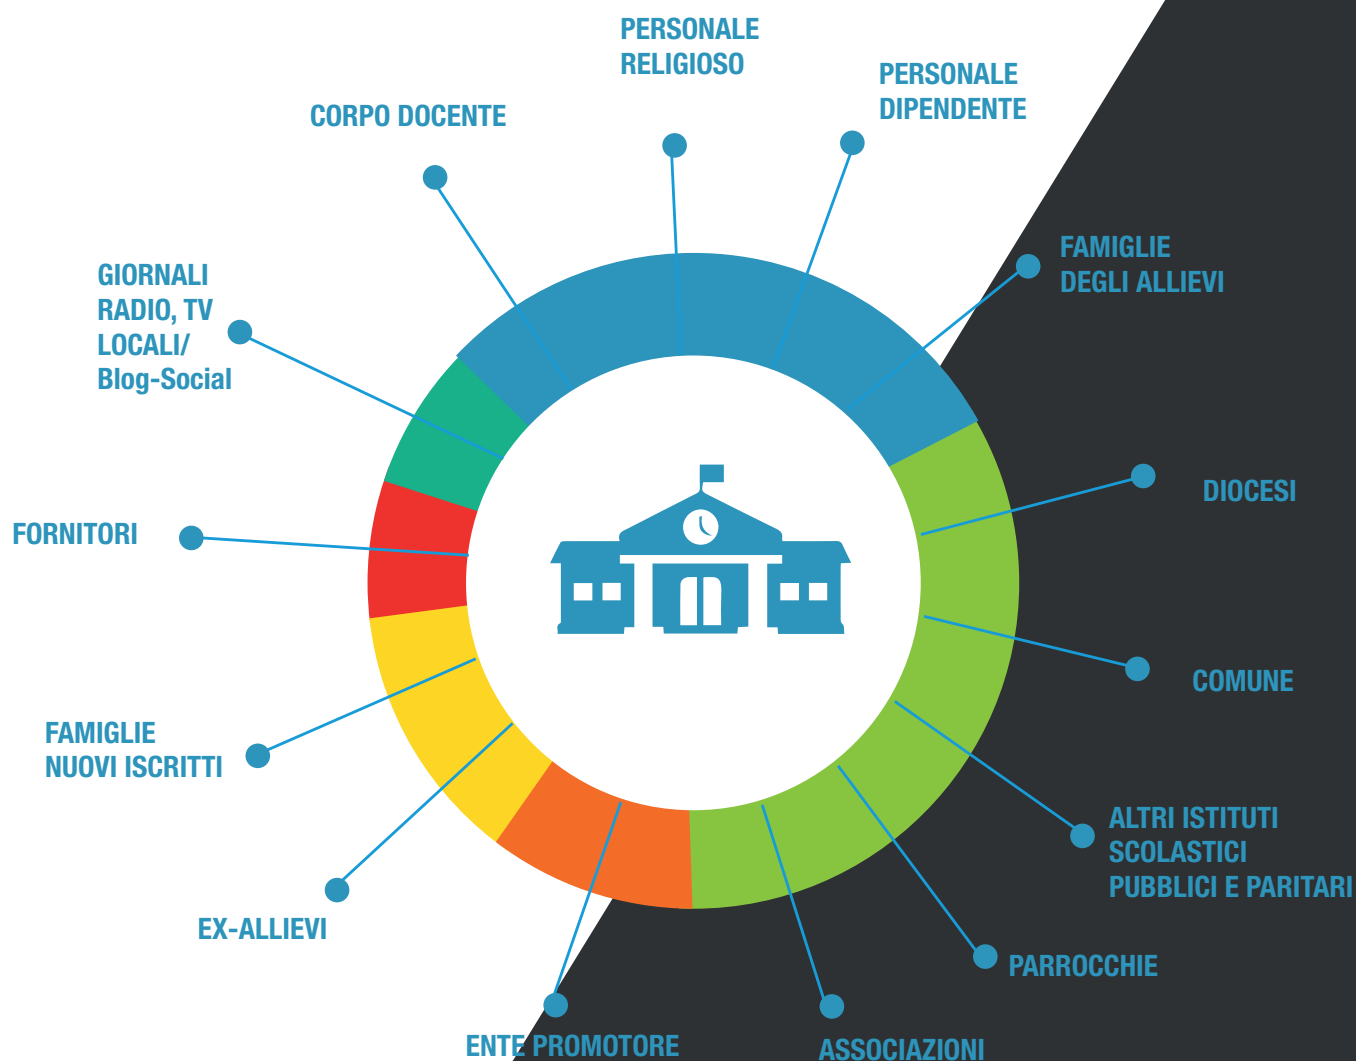 PERSONALE
RELIGIOSO
PERSONALE
DIPENDENTE
CORPO DOCENTE
FAMIGLIE
DEGLI ALLIEVI
GIORNALI
RADIO, TV
LOCALI/
Blog-Social
DIOCESI
FORNITORI
COMUNE
FAMIGLIE
NUOVI ISCRITTI
ALTRI ISTITUTI
SCOLASTICI
PUBBLICI E PARITARI
EX-ALLIEVI
PARROCCHIE
ENTE PROMOTORE
ASSOCIAZIONI